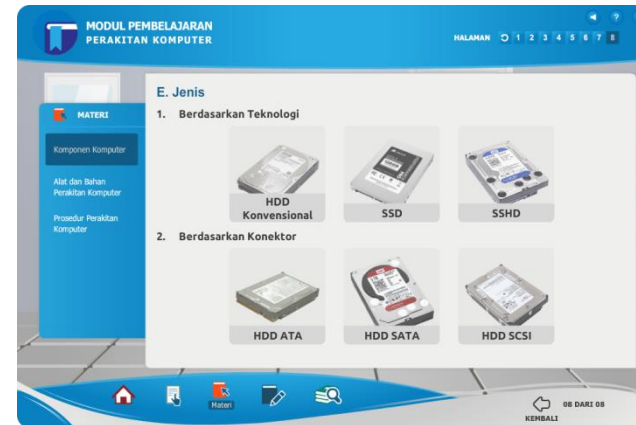 MODUL PEMBELAJARAN
PERAKITAN KOMPUTER
HALAMAN 1 2 3 4 5 6 7 8
?
MATERI
Komponen Komputer
Alat dan Bahan
Perakitan Komputer
Prosedur Perakitan
Komputer
E. Jenis
1. Berdasarkan Teknologi
HDD
Konvensional
SSD
SSHD
2. Berdasarkan Konektor
HDD ATA
HDD SATA
HDD SCSI
Materi
08 DARI 08
KEMBALI